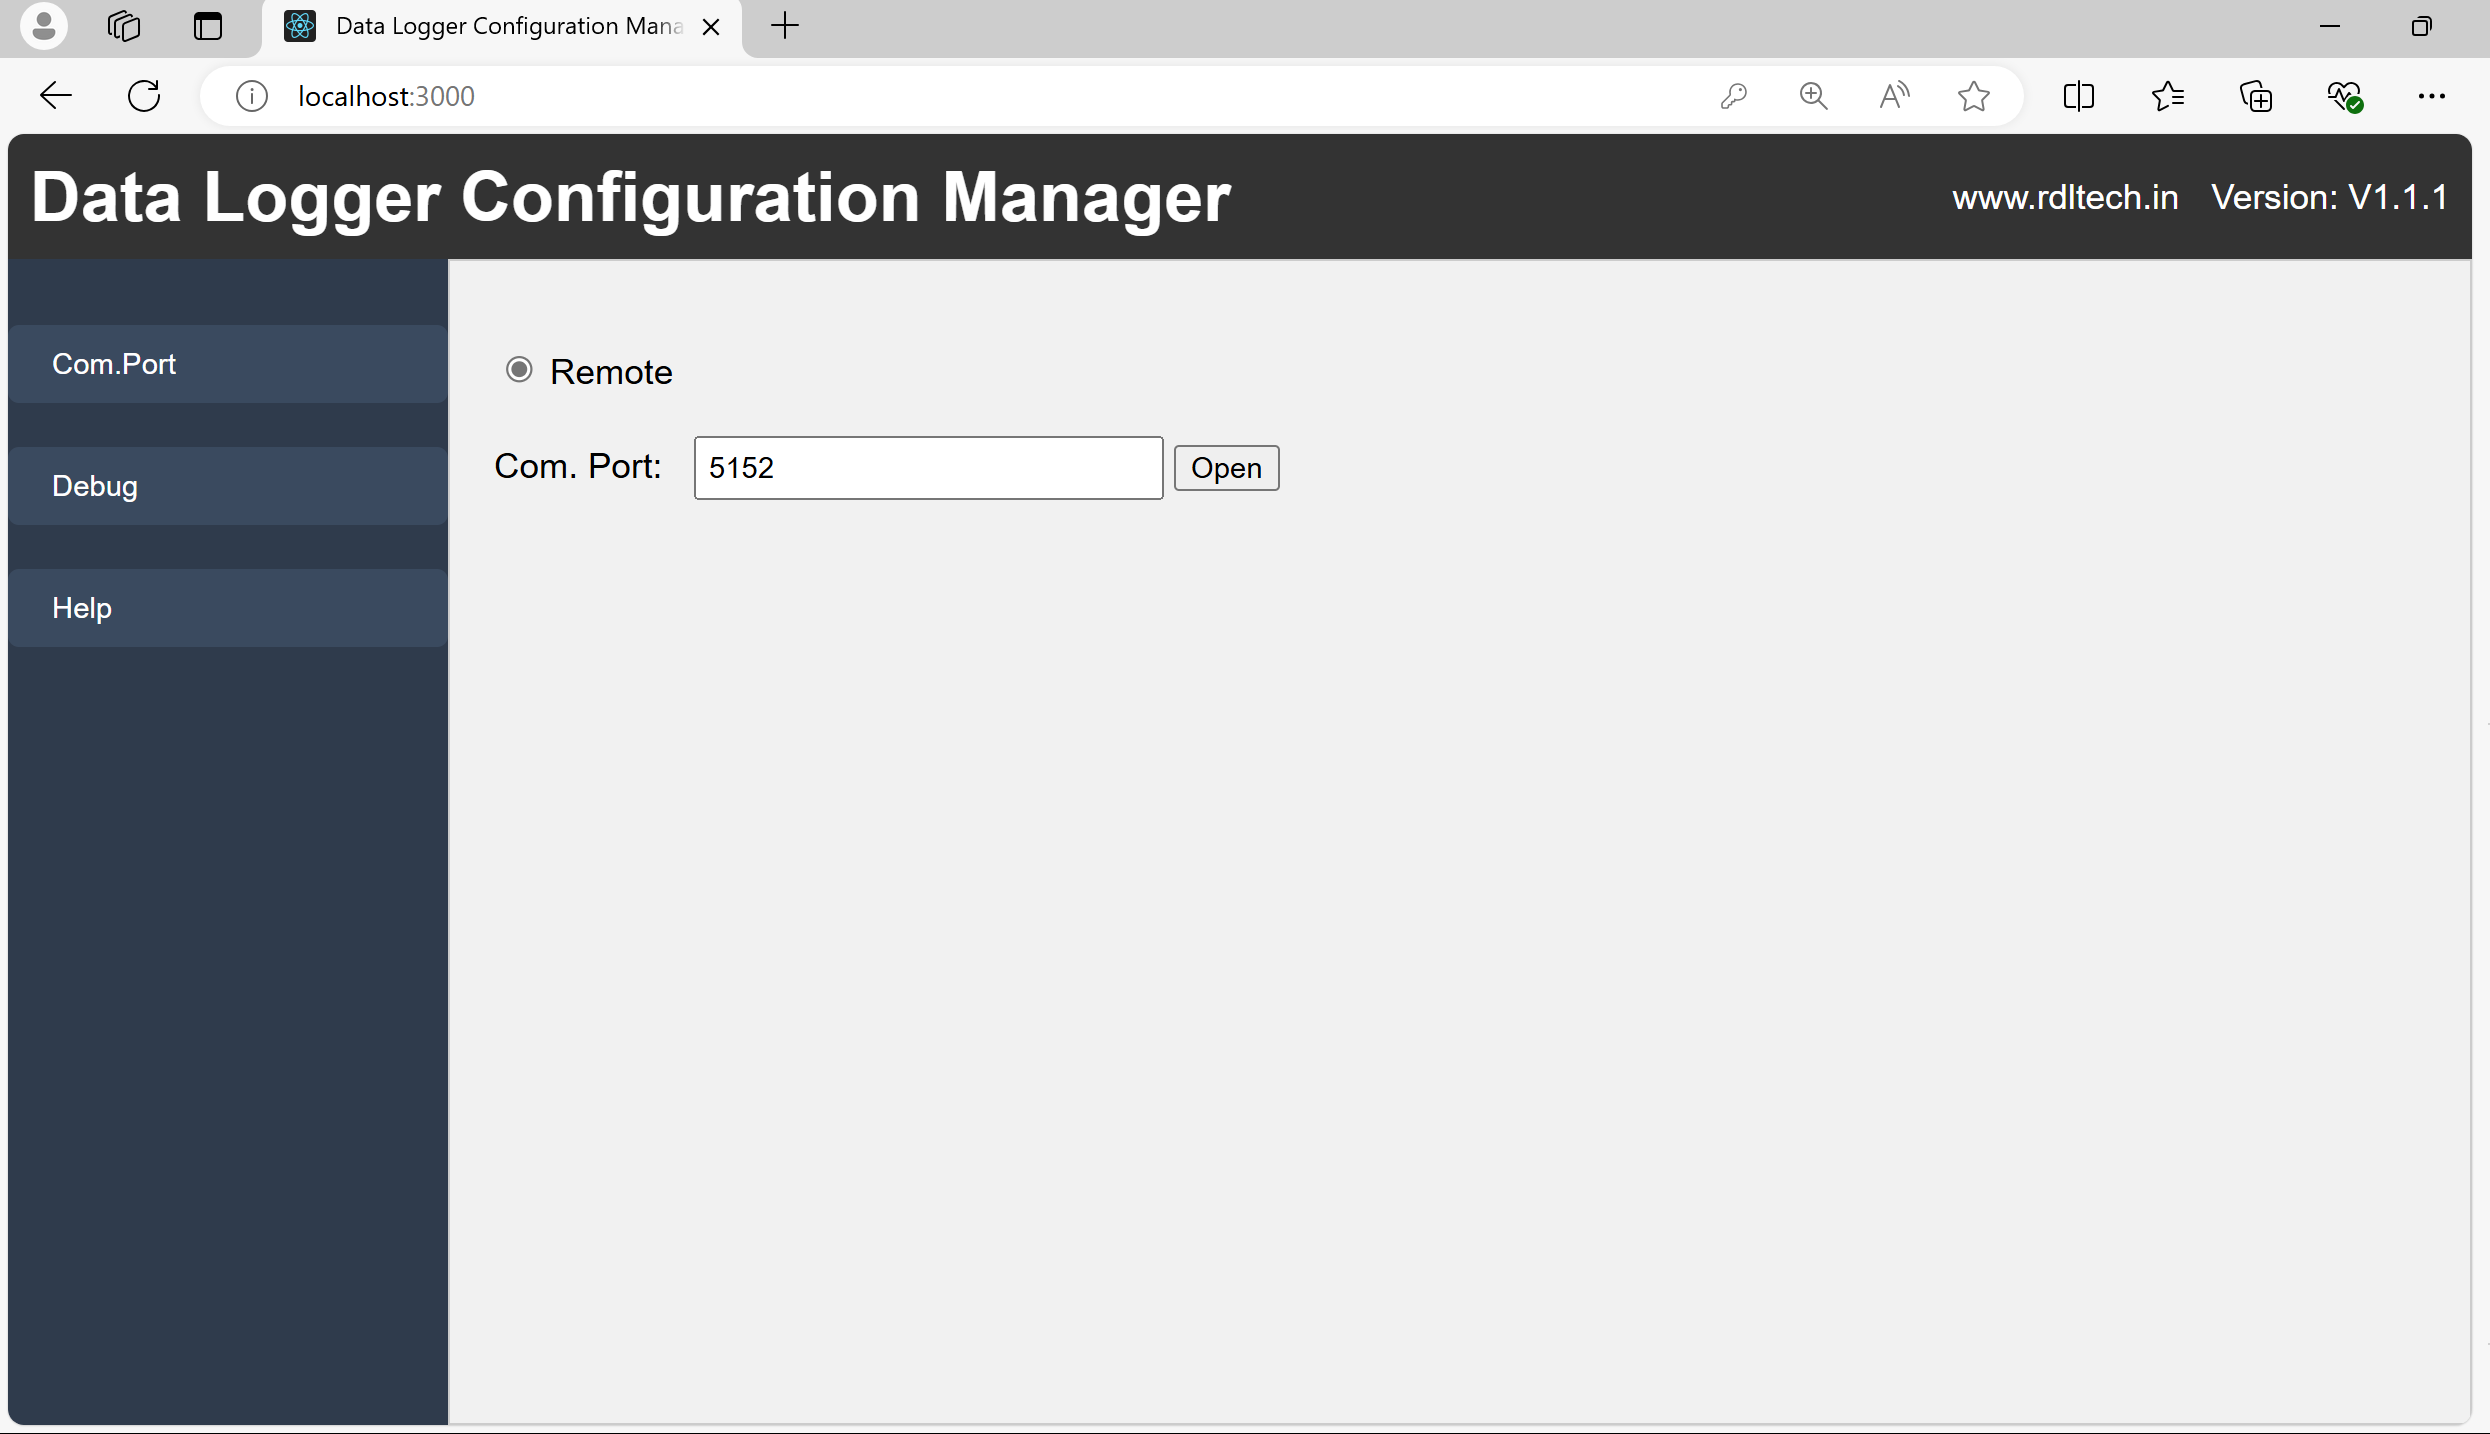 Data Logger Configuration Mana
localhost:3000
Data Logger Configuration Manager
www.rdltech.in Version: V1.1.1
Com.Port
Debug
Help
Remote
Com. Port: 5152 Open